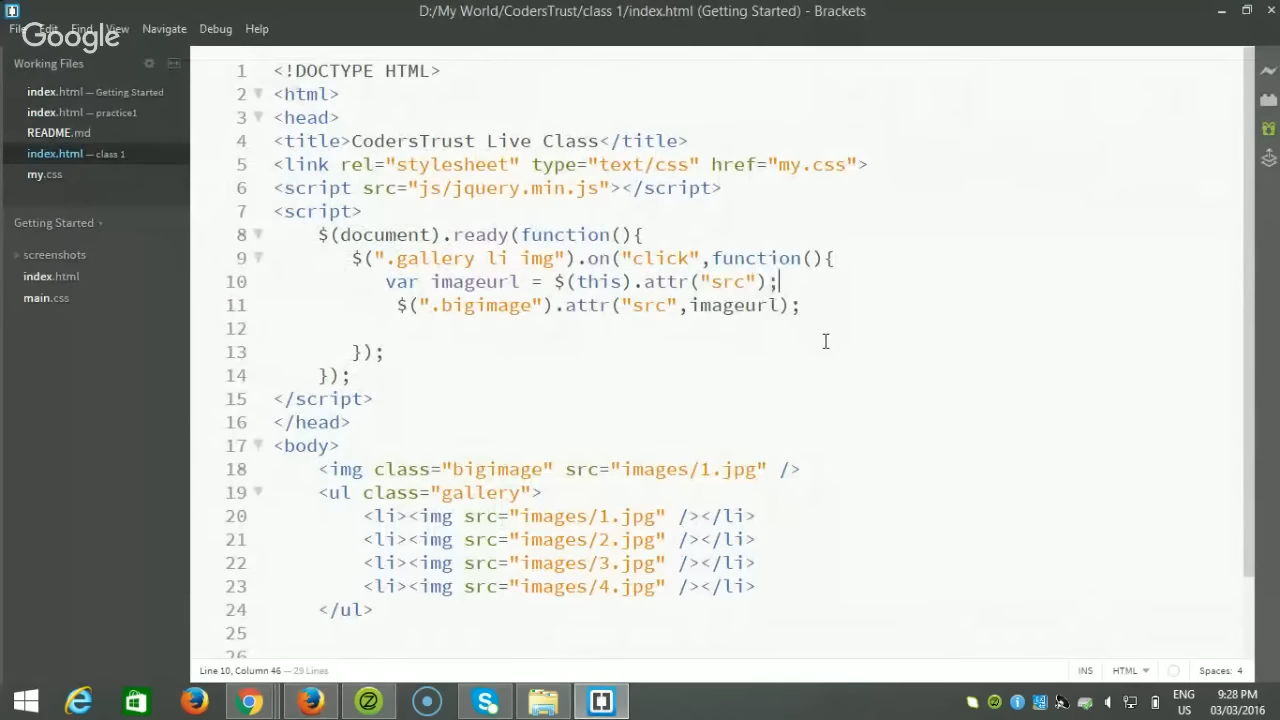 D:/My World/CodersTrust/class 1/index.html (Getting Started) - Brackets
File Edit Find View Navigate Debug Help
Google
Working Files
index.html — Getting Started
index.html — practice1
README.md
index.html — class 1
my.css
Getting Started
screenshots
index.html
main.css
1 <!DOCTYPE HTML>
2 <html>
3 <head>
4 <title>CodersTrust Live Class</title>
5 <link rel="stylesheet" type="text/css" href="my.css">
6 <script src="js/jquery.min.js"></script>
7 <script>
8 $(document).ready(function(){
9 $(".gallery li img").on("click",function(){
10 var imageurl = $(this).attr("src");
11 $(".bigimage").attr("src",imageurl);
12
13 });
14 });
15 </script>
16 </head>
17 <body>
18 <img class="bigimage" src="images/1.jpg" />
19 <ul class="gallery">
20 <li><img src="images/1.jpg" /></li>
21 <li><img src="images/2.jpg" /></li>
22 <li><img src="images/3.jpg" /></li>
23 <li><img src="images/4.jpg" /></li>
24 </ul>
25
26
Line 10, Column 46 — 29 Lines
INS HTML Spaces: 4
ENG 9:28 PM
US 03/03/2016